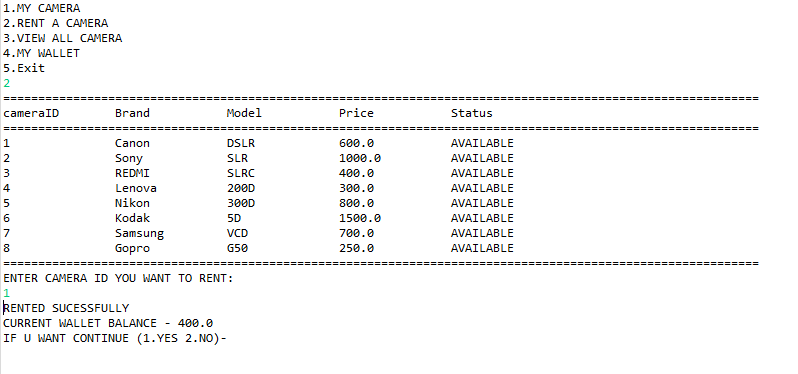 1.MY CAMERA
2.RENT A CAMERA
3.VIEW ALL CAMERA
4.MY WALLET
5.Exit
2
============================================================================================================
cameraID Brand Model Price Status
============================================================================================================
1 Canon DSLR 600.0 AVAILABLE
2 Sony SLR 1000.0 AVAILABLE
3 REDMI SLRC 400.0 AVAILABLE
4 Lenova 200D 300.0 AVAILABLE
5 Nikon 300D 800.0 AVAILABLE
6 Kodak 5D 1500.0 AVAILABLE
7 Samsung VCD 700.0 AVAILABLE
8 Gopro G50 250.0 AVAILABLE
============================================================================================================
ENTER CAMERA ID YOU WANT TO RENT:
1
RENTED SUCESSFULLY
CURRENT WALLET BALANCE - 400.0
IF U WANT CONTINUE (1.YES 2.NO)-